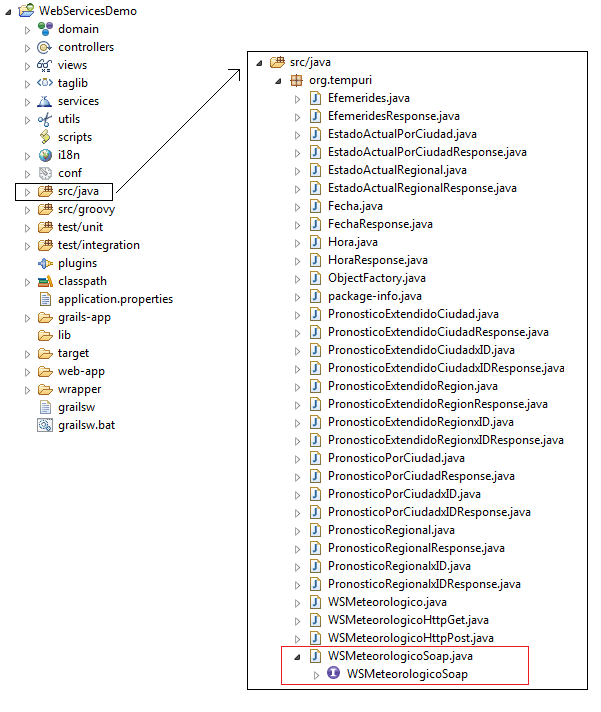 WebServicesDemo
domain
controllers
views
taglib
services
utils
scripts
i18n
conf
src/java
src/groovy
test/unit
test/integration
plugins
classpath
application.properties
grails-app
lib
target
web-app
wrapper
grailsw
grailsw.bat
src/java
org.tempuri
Efemerides.java
EfemeridesResponse.java
EstadoActualPorCiudad.java
EstadoActualPorCiudadResponse.java
EstadoActualRegional.java
EstadoActualRegionalResponse.java
Fecha.java
FechaResponse.java
Hora.java
HoraResponse.java
ObjectFactory.java
package-info.java
PronosticoExtendidoCiudad.java
PronosticoExtendidoCiudadResponse.java
PronosticoExtendidoCiudadxID.java
PronosticoExtendidoCiudadxIDResponse.java
PronosticoExtendidoRegion.java
PronosticoExtendidoRegionResponse.java
PronosticoExtendidoRegionxID.java
PronosticoExtendidoRegionxIDResponse.java
PronosticoPorCiudad.java
PronosticoPorCiudadResponse.java
PronosticoPorCiudadxID.java
PronosticoPorCiudadxIDResponse.java
PronosticoRegional.java
PronosticoRegionalResponse.java
PronosticoRegionalxID.java
PronosticoRegionalxIDResponse.java
WSMeteorologico.java
WSMeteorologicoHttpGet.java
WSMeteorologicoHttpPost.java
WSMeteorologicoSoap.java
WSMeteorologicoSoap